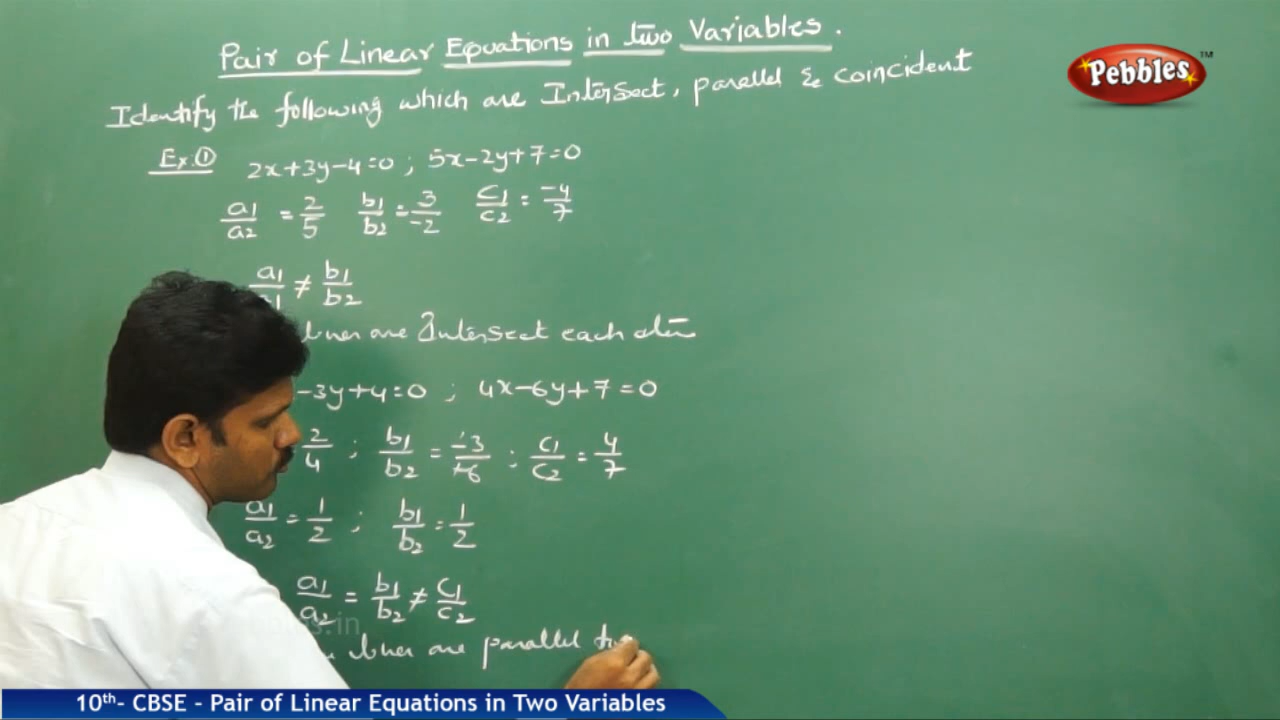 Pair of Linear Equations in two Variables.
Identify the following which are Intersect, parallel & coincident
Pebbles™
Ex:① 2x+3y-4=0 ; 5x-2y+7=0
a1/a2 = 2/5 b1/b2 = 3/-2 c1/c2 = -4/7
a1 ≠ b1/b2
are Intersect each
-3y+4=0 ; 4x-6y+7=0
2/4 ; b1/b2 = -3/-6 ; c1/c2 = 4/7
a1/a2 = 1/2 ; b1/b2 = 1/2
a1/a2 = b1/b2 ≠ c1/c2
lines are parallel
10th- CBSE - Pair of Linear Equations in Two Variables